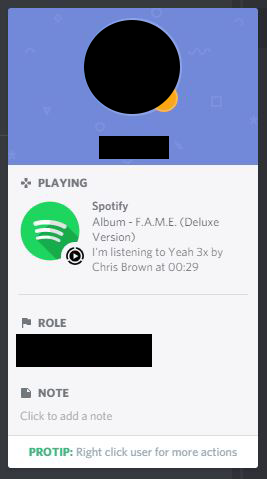 PLAYING
Spotify
Album - F.A.M.E. (Deluxe
Version)
I'm listening to Yeah 3x by
Chris Brown at 00:29
ROLE
NOTE
Click to add a note
PROTIP: Right click user for more actions